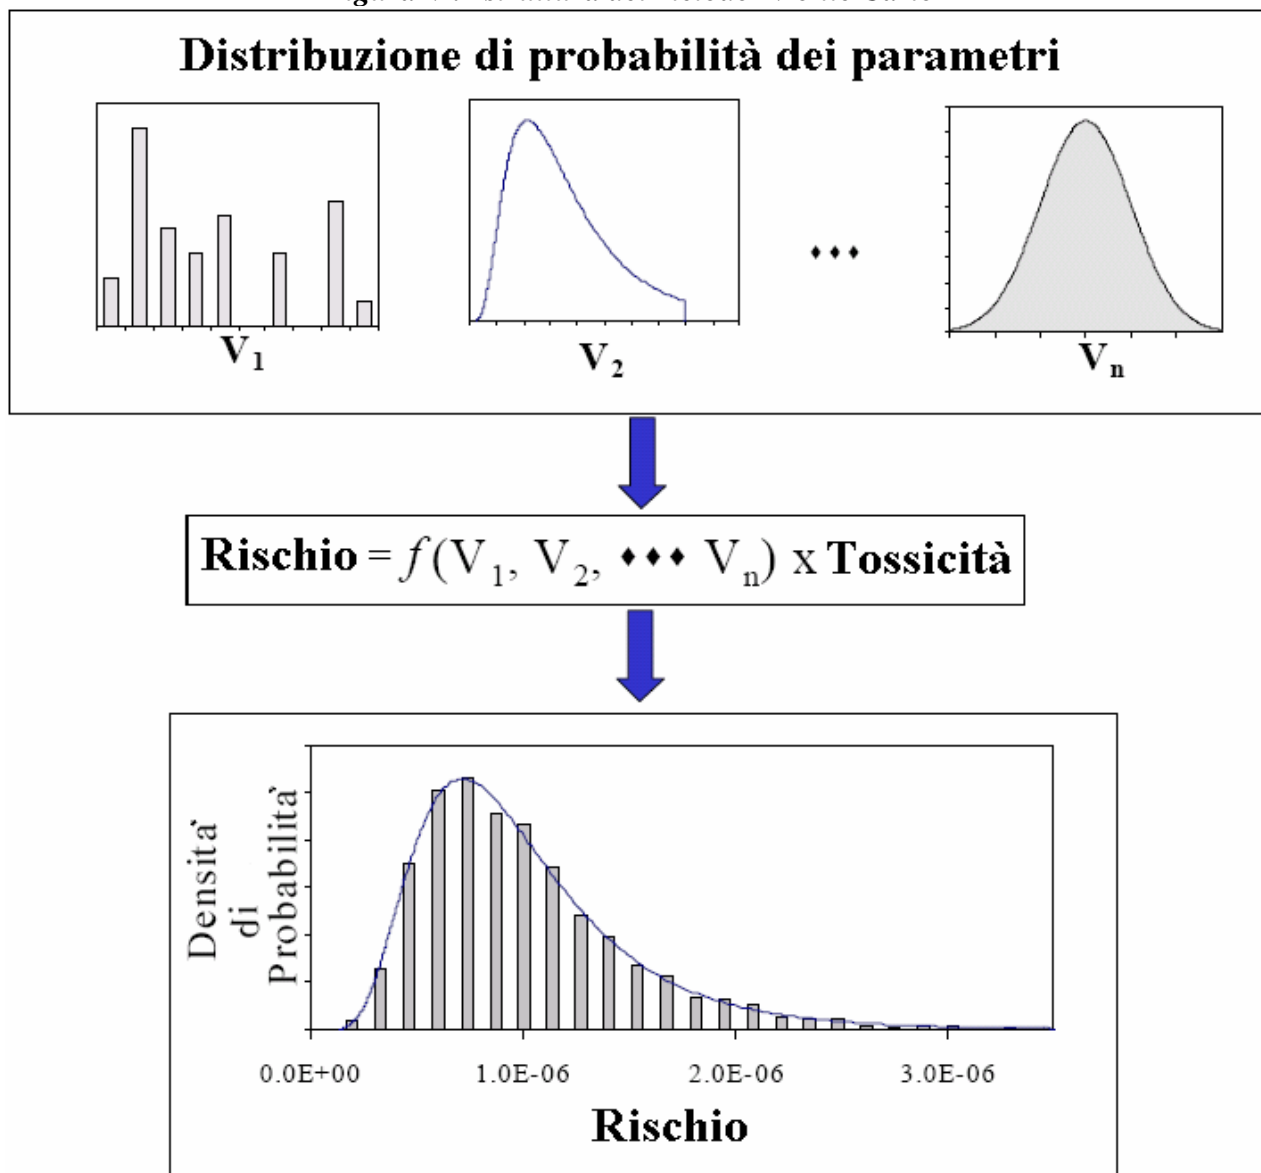 Distribuzione di probabilità dei parametri
V1
V2
♦♦♦
Vn
Rischio = f(V1, V2, ♦♦♦ Vn) x Tossicità
Densità
di
Probabilità
0.0E+00 1.0E-06 2.0E-06 3.0E-06
Rischio